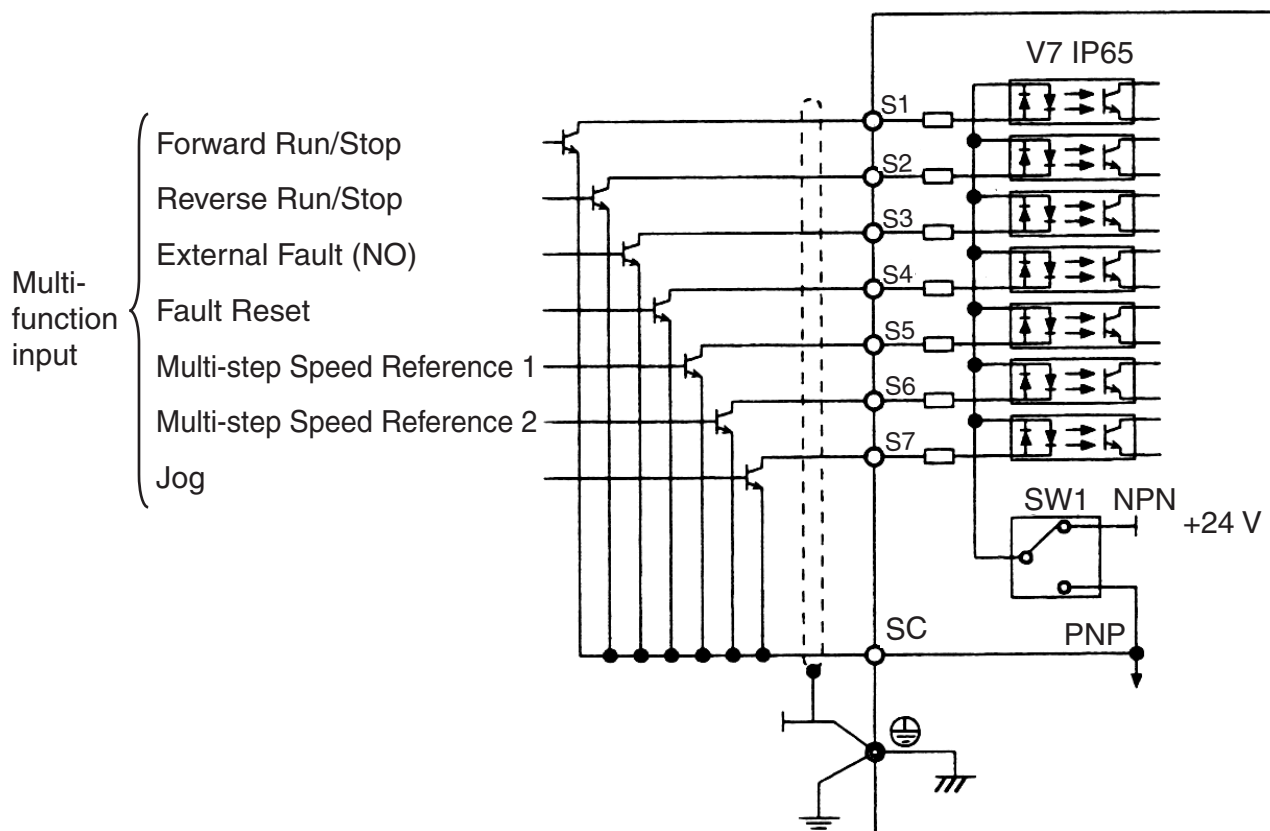 V7 IP65
Multi-
function
input
Forward Run/Stop
Reverse Run/Stop
External Fault (NO)
Fault Reset
Multi-step Speed Reference 1
Multi-step Speed Reference 2
Jog
S1
S2
S3
S4
S5
S6
S7
SW1 NPN
+24 V
SC
PNP